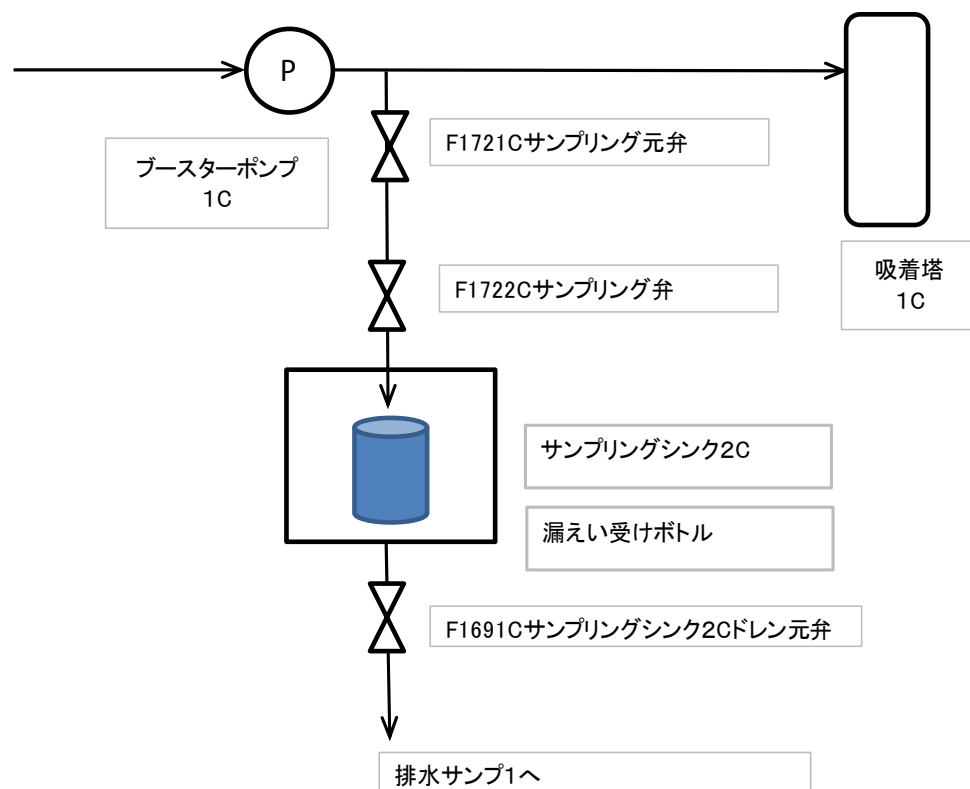 P
ブースターポンプ
1C
F1721Cサンプリング元弁
F1722Cサンプリング弁
吸着塔
1C
サンプリングシンク2C
漏えい受けボトル
F1691Cサンプリングシンク2Cドレン元弁
排水サンプ1へ